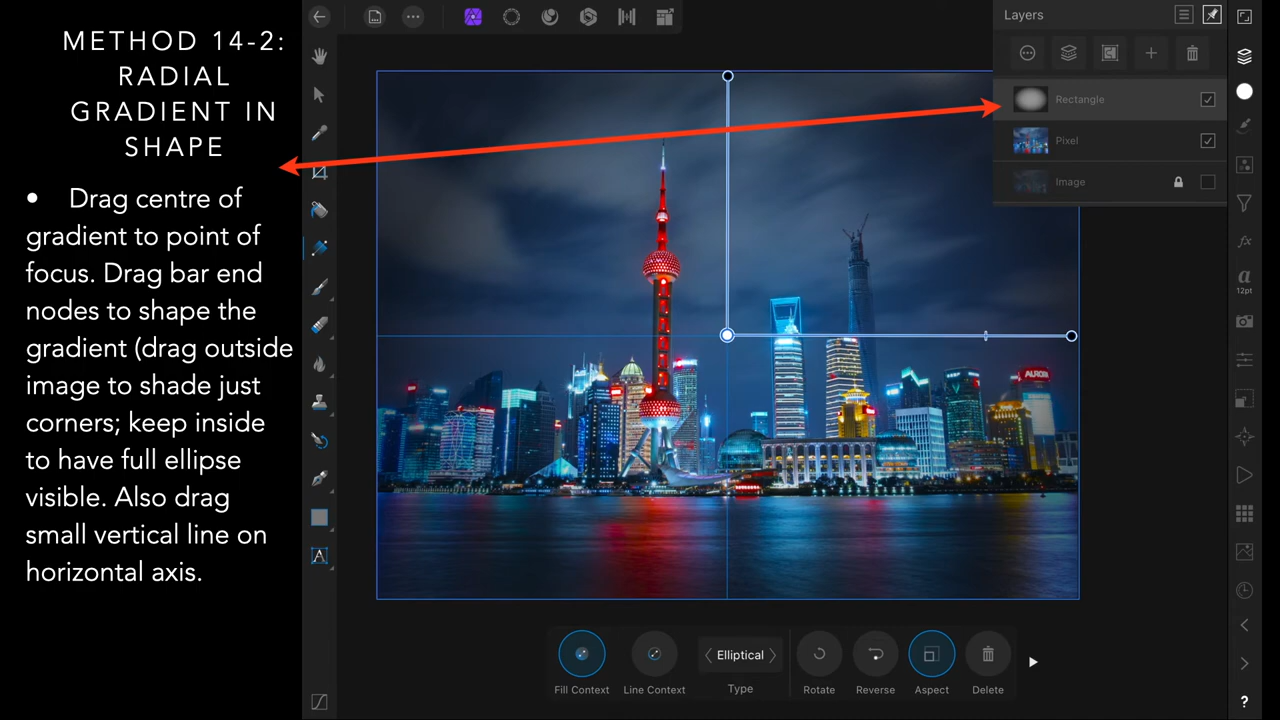 METHOD 14-2:
RADIAL
GRADIENT IN
SHAPE
• Drag centre of
gradient to point of
focus. Drag bar end
nodes to shape the
gradient (drag outside
image to shade just
corners; keep inside
to have full ellipse
visible. Also drag
small vertical line on
horizontal axis.
Layers
Rectangle
Pixel
Image
fx
a
12pt
AURORA
A
Elliptical
Fill Context
Line Context
Type
Rotate
Reverse
Aspect
Delete
?